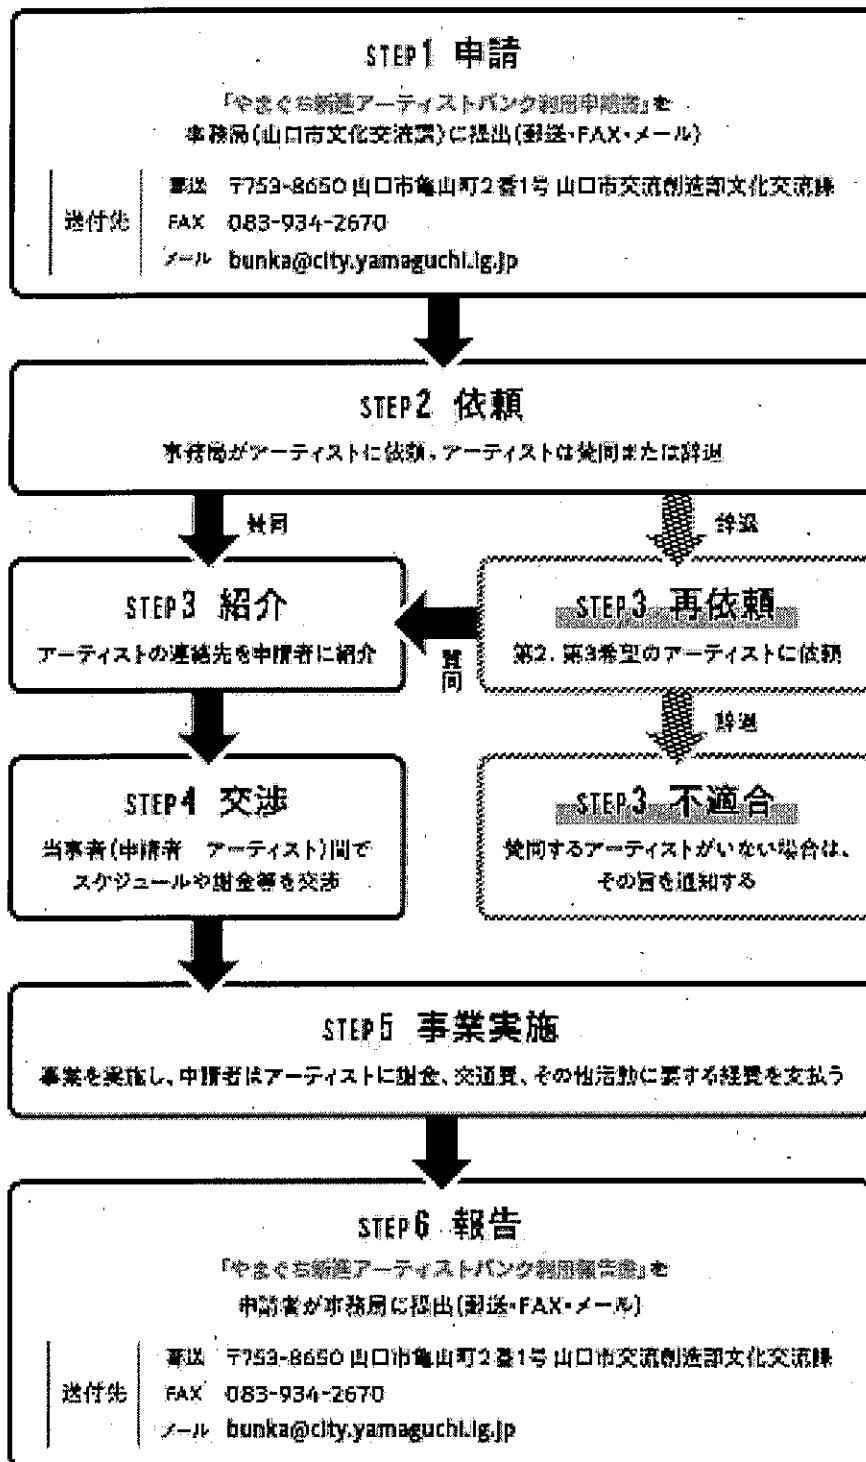 STEP1 申請
「やまぐち新進アーティストバンク利用申請書」を
事務局(山口市文化交流課)に提出(郵送・FAX・メール)
送付先
郵送 〒753-8650 山口市亀山町2番1号 山口市交流創造部文化交流課
FAX 083-934-2670
メール bunka@city.yamaguchi.lg.jp
STEP2 依頼
事務局がアーティストに依頼。アーティストは賛同または辞退
賛同
辞退
STEP3 紹介
アーティストの連絡先を申請者に紹介
賛同
STEP3 再依頼
第2、第3希望のアーティストに依頼
辞退
STEP4 交渉
当事者(申請者 アーティスト)間で
スケジュールや謝金等を交渉
STEP3 不適合
賛同するアーティストがいない場合は、
その旨を通知する
STEP5 事業実施
事業を実施し、申請者はアーティストに謝金、交通費、その他活動に要する経費を支払う
STEP6 報告
「やまぐち新進アーティストバンク利用報告書」を
申請者が事務局に提出(郵送・FAX・メール)
送付先
郵送 〒753-8650 山口市亀山町2番1号 山口市交流創造部文化交流課
FAX 083-934-2670
メール bunka@city.yamaguchi.lg.jp